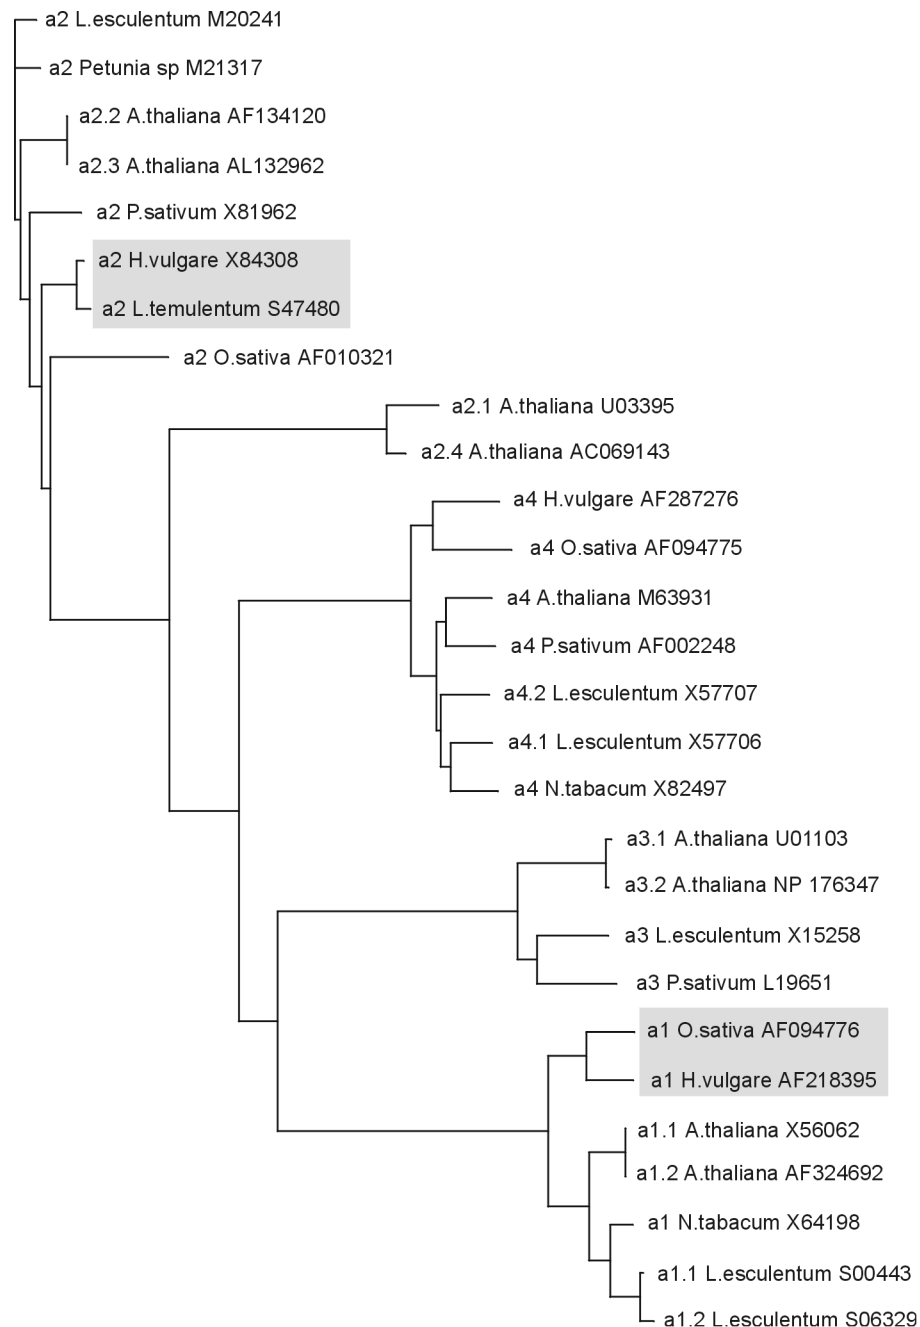 a2 L.esculentum M20241
a2 Petunia sp M21317
a2.2 A.thaliana AF134120
a2.3 A.thaliana AL132962
a2 P.sativum X81962
a2 H.vulgare X84308
a2 L.temulentum S47480
a2 O.sativa AF010321
a2.1 A.thaliana U03395
a2.4 A.thaliana AC069143
a4 H.vulgare AF287276
a4 O.sativa AF094775
a4 A.thaliana M63931
a4 P.sativum AF002248
a4.2 L.esculentum X57707
a4.1 L.esculentum X57706
a4 N.tabacum X82497
a3.1 A.thaliana U01103
a3.2 A.thaliana NP 176347
a3 L.esculentum X15258
a3 P.sativum L19651
a1 O.sativa AF094776
a1 H.vulgare AF218395
a1.1 A.thaliana X56062
a1.2 A.thaliana AF324692
a1 N.tabacum X64198
a1.1 L.esculentum S00443
a1.2 L.esculentum S06329